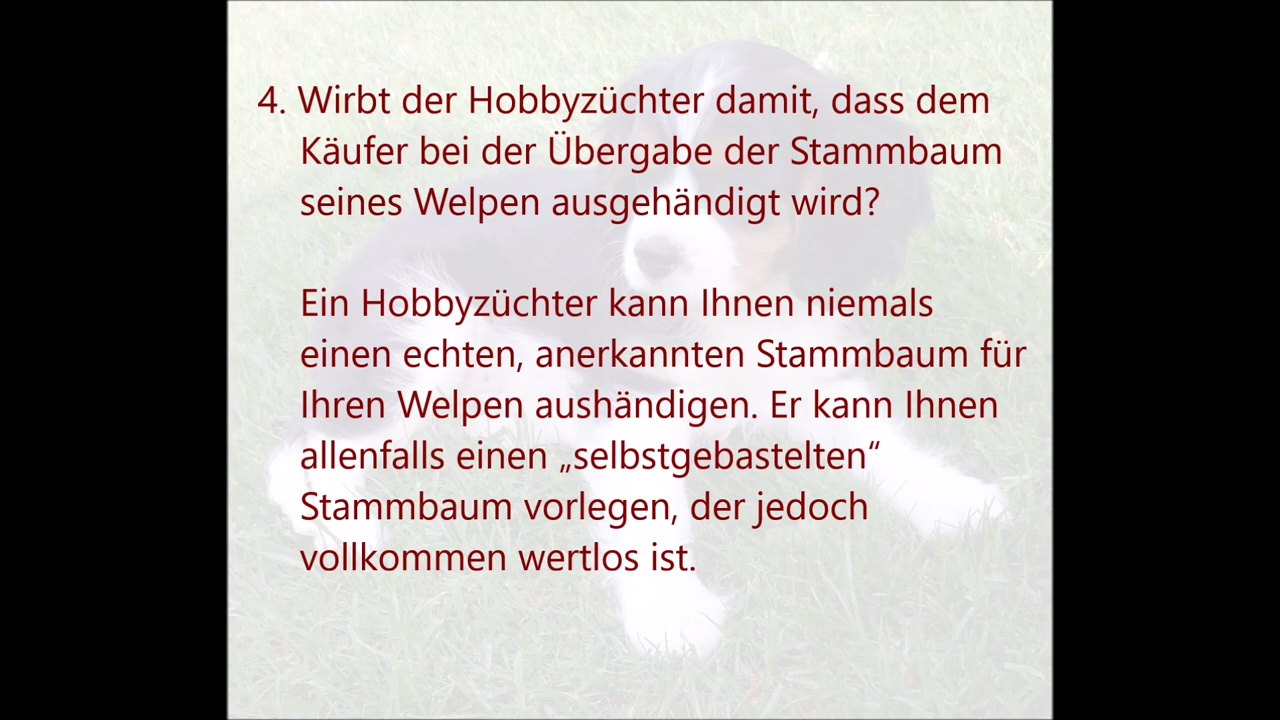 4. Wirbt der Hobbyzüchter damit, dass dem
Käufer bei der Übergabe der Stammbaum
seines Welpen ausgehändigt wird?
Ein Hobbyzüchter kann Ihnen niemals
einen echten, anerkannten Stammbaum für
Ihren Welpen aushändigen. Er kann Ihnen
allenfalls einen „selbstgebastelten“
Stammbaum vorlegen, der jedoch
vollkommen wertlos ist.